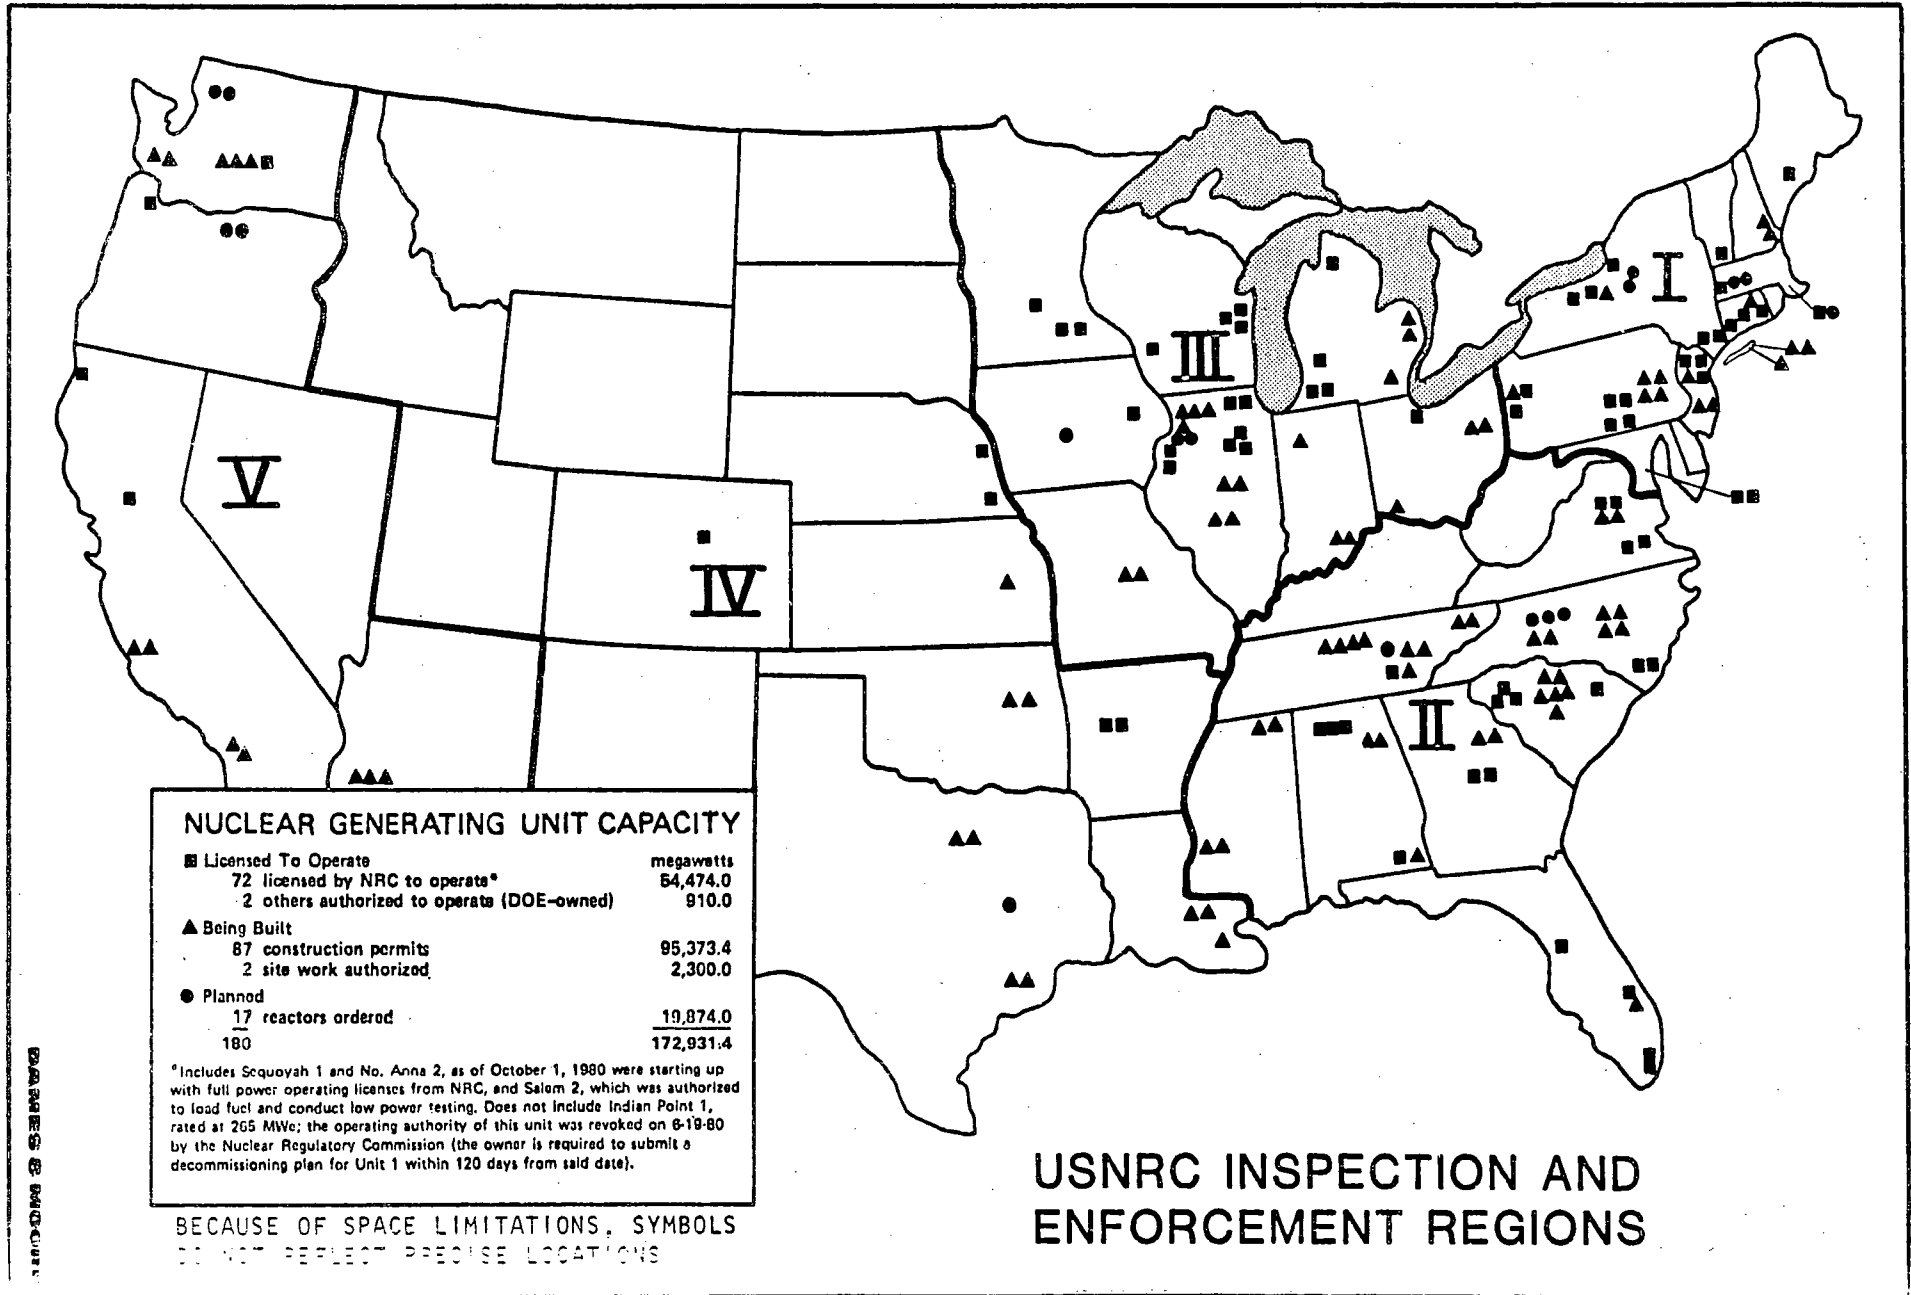 I
III
V
IV
II
NUCLEAR GENERATING UNIT CAPACITY
Licensed To Operate megawatts
72 licensed by NRC to operate* 54,474.0
2 others authorized to operate (DOE-owned) 910.0
Being Built
87 construction permits 95,373.4
2 site work authorized 2,300.0
Planned
17 reactors ordered 19,874.0
180 172,931.4
*Includes Sequoyah 1 and No. Anna 2, as of October 1, 1980 were starting up
with full power operating licenses from NRC, and Salem 2, which was authorized
to load fuel and conduct low power testing. Does not include Indian Point 1,
rated at 265 MWe; the operating authority of this unit was revoked on 6-19-80
by the Nuclear Regulatory Commission (the owner is required to submit a
decommissioning plan for Unit 1 within 120 days from said date).
BECAUSE OF SPACE LIMITATIONS, SYMBOLS
DO NOT REFLECT PRECISE LOCATIONS
USNRC INSPECTION AND
ENFORCEMENT REGIONS